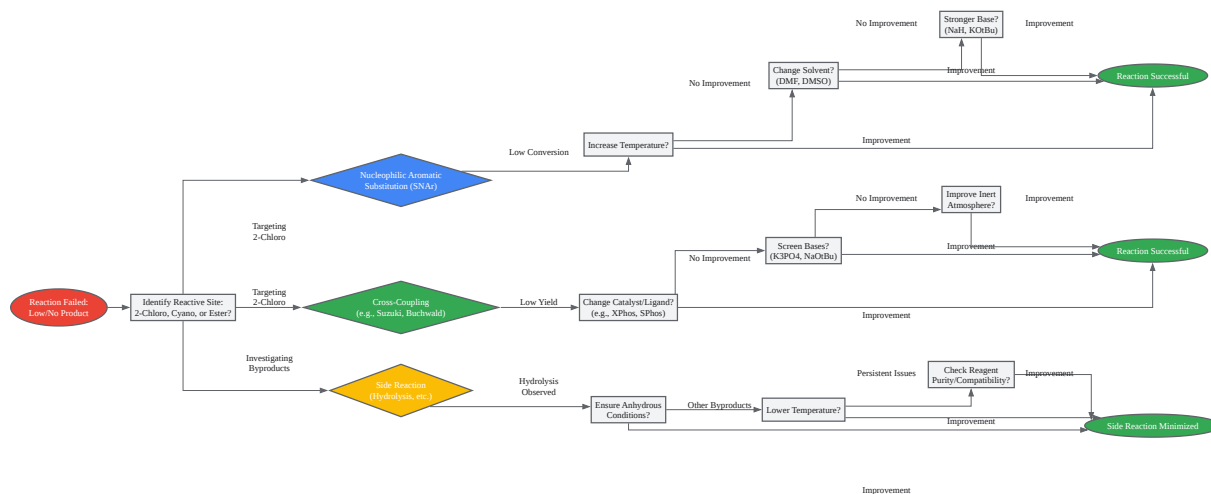 No Improvement
Stronger Base?
(NaH, KOtBu)
Improvement
No Improvement
Change Solvent?
(DMF, DMSO)
Improvement
Reaction Successful
Low Conversion
Increase Temperature?
Improvement
Nucleophilic Aromatic
Substitution (SNAr)
Targeting
2-Chloro
No Improvement
Improve Inert
Atmosphere?
Improvement
No Improvement
Screen Bases?
(K3PO4, NaOtBu)
Improvement
Reaction Successful
Reaction Failed:
Low/No Product
Identify Reactive Site:
2-Chloro, Cyano, or Ester?
Targeting
2-Chloro
Cross-Coupling
(e.g., Suzuki, Buchwald)
Low Yield
Change Catalyst/Ligand?
(e.g., XPhos, SPhos)
Improvement
Investigating
Byproducts
Side Reaction
(Hydrolysis, etc.)
Hydrolysis
Observed
Ensure Anhydrous
Conditions?
Other Byproducts
Lower Temperature?
Persistent Issues
Check Reagent
Purity/Compatibility?
Improvement
Improvement
Side Reaction Minimized
Improvement